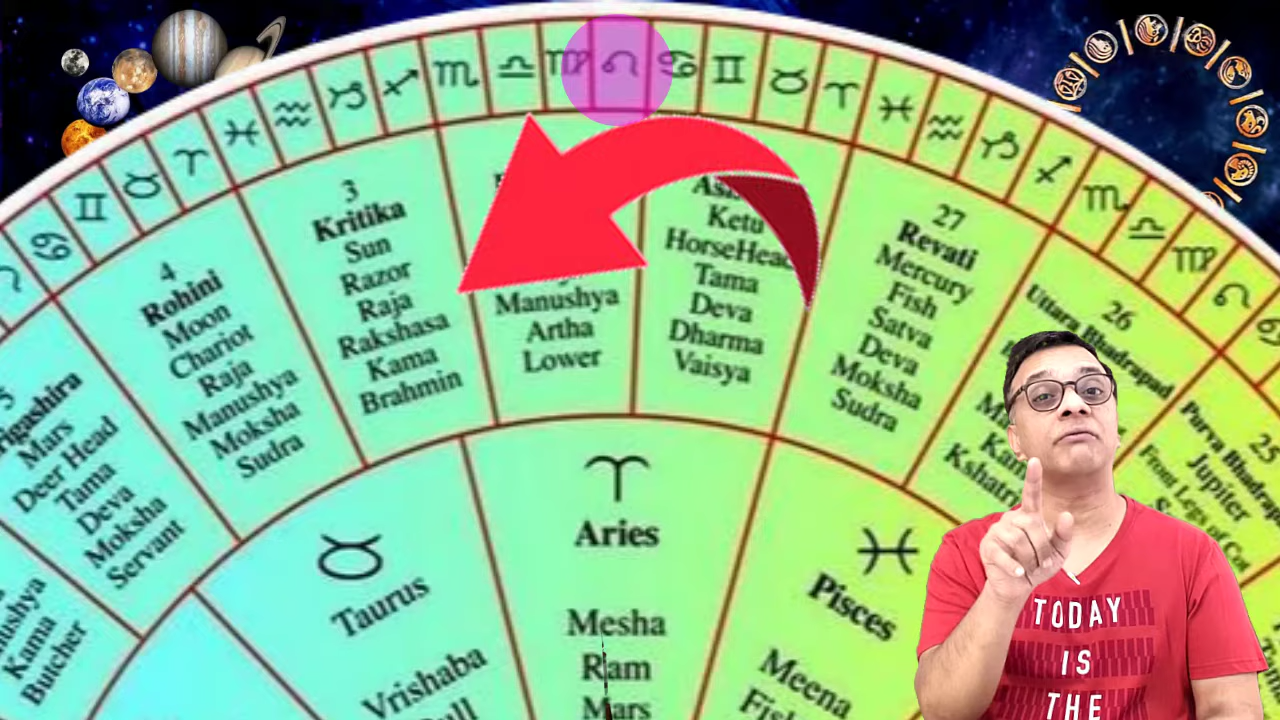 3
Kritika
Sun
Razor
Raja
Rakshasa
Kama
Brahmin
4
Rohini
Moon
Chariot
Raja
Manushya
Moksha
Sudra
Mars
Deer Head
Tama
Deva
Moksha
Servant
Kama
Butcher
Manushya
Artha
Lower
Ketu
Tama
Deva
Dharma
Vaisya
27
Revati
Mercury
Fish
Satva
Deva
Moksha
Sudra
26
Uttara Bhadrapad
25
Purva
Jupiter
Front Legs of
Taurus
Vrishaba
Aries
Mesha
Ram
Mars
Pisces
Meena
TODAY
IS
THE